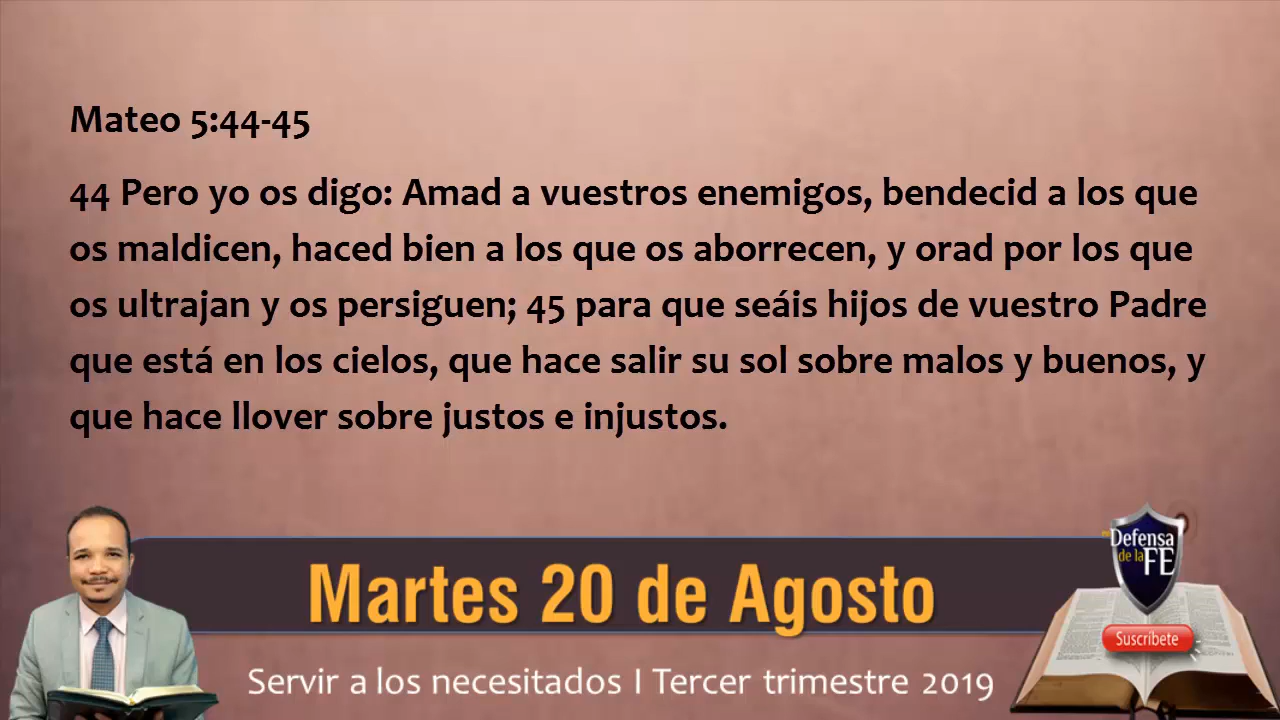 Mateo 5:44-45
44 Pero yo os digo: Amad a vuestros enemigos, bendecid a los que
os maldicen, haced bien a los que os aborrecen, y orad por los que
os ultrajan y os persiguen; 45 para que seáis hijos de vuestro Padre
que está en los cielos, que hace salir su sol sobre malos y buenos, y
que hace llover sobre justos e injustos.
Defensa
de la FE
Martes 20 de Agosto
Suscríbete
Servir a los necesitados I Tercer trimestre 2019